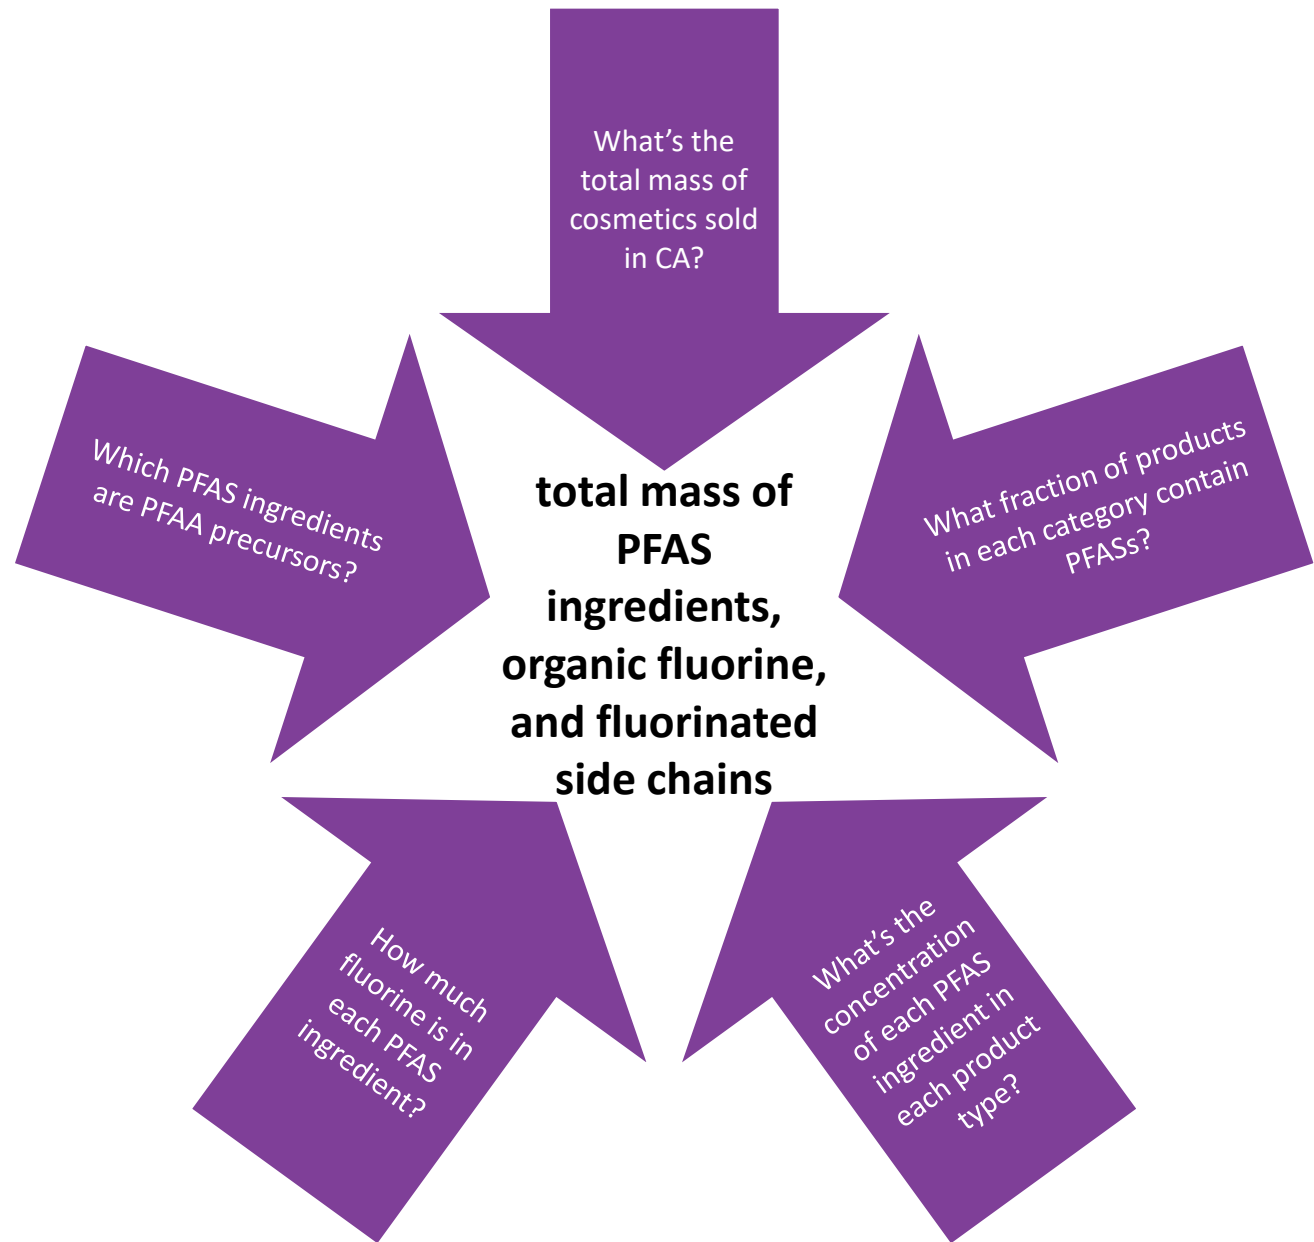 What’s the
total mass of
cosmetics sold
in CA?
Which PFAS ingredients
are PFAA precursors?
What fraction of products
in each category contain
PFASs?
total mass of
PFAS
ingredients,
organic fluorine,
and fluorinated
side chains
How much
fluorine is in
each PFAS
ingredient?
What’s the
concentration
of each PFAS
ingredient in
each product
type?